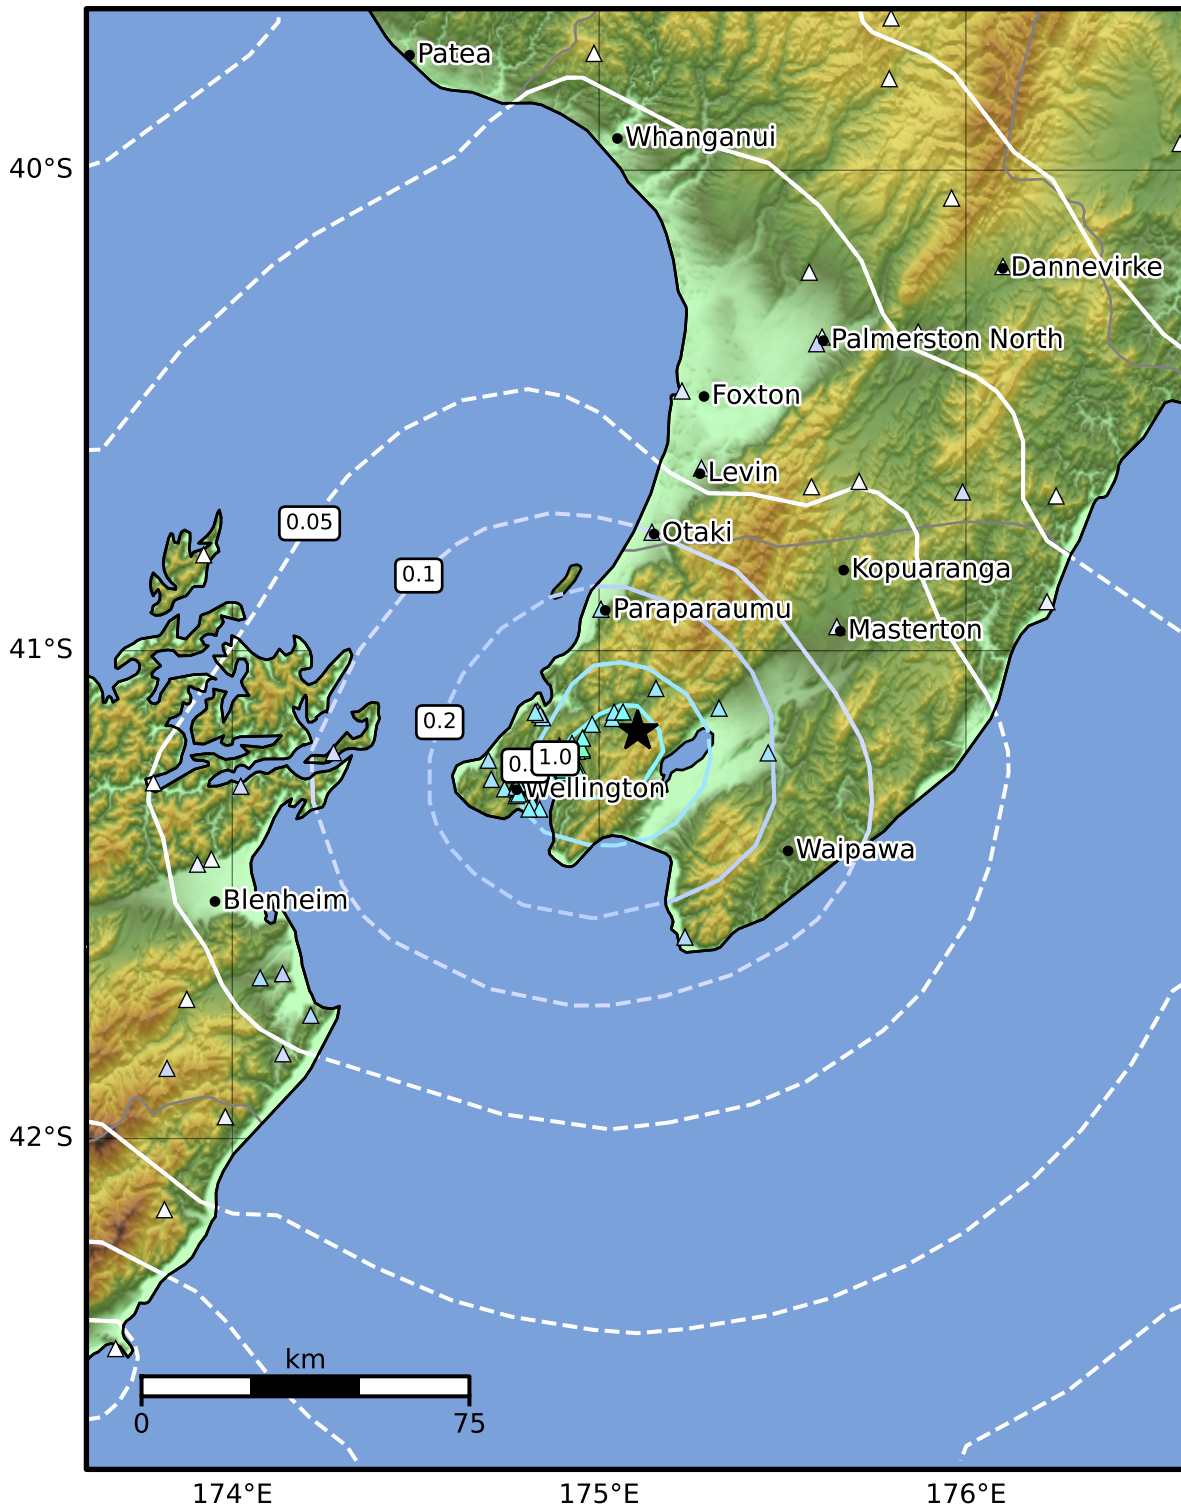 Patea
Whanganui
40°S
Dannevirke
Palmerston North
Foxton
Levin
0.05
Otaki
0.1
Kopuaranga
Paraparaumu
Masterton
41°S
0.2
1.0
Wellington
Waipawa
Blenheim
42°S
km
0
75
174°E
175°E
176°E